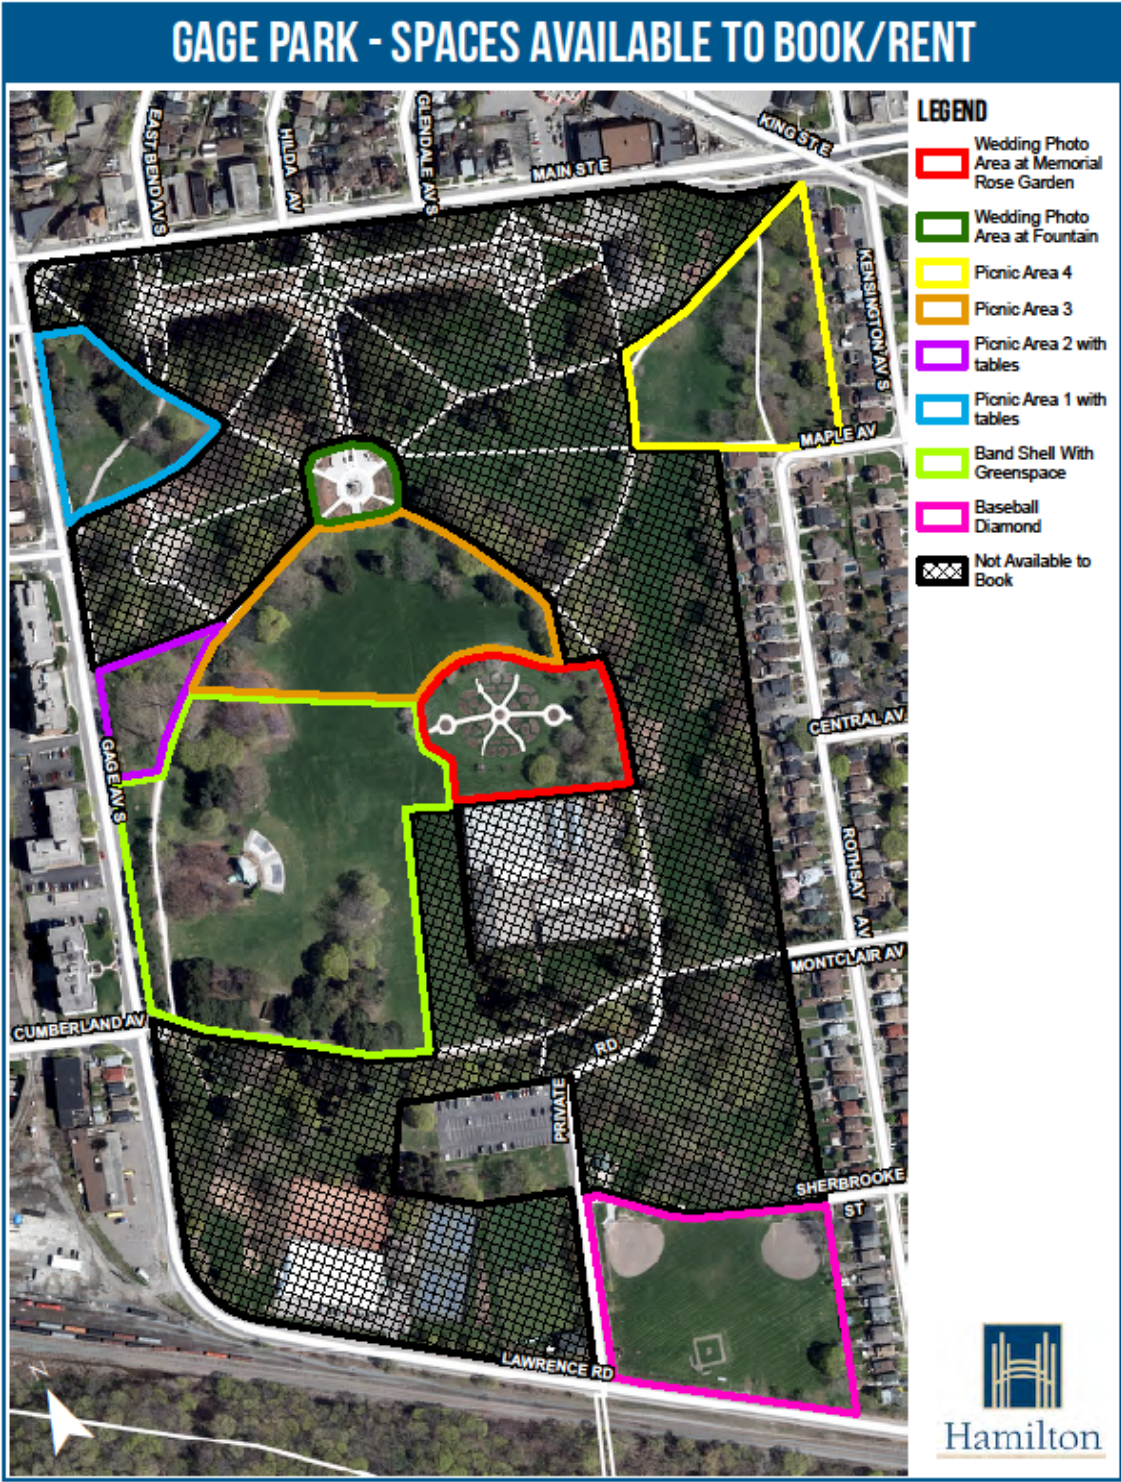 GAGE PARK - SPACES AVAILABLE TO BOOK/RENT
LEGEND
Wedding Photo
Area at Memorial
Rose Garden
Wedding Photo
Area at Fountain
Picnic Area 4
Picnic Area 3
Picnic Area 2 with
tables
Picnic Area 1 with
tables
Band Shell With
Greenspace
Baseball
Diamond
Not Available to
Book
EAST BEND AV S
HILDA AV
GLENDALE AV S
MAIN ST E
KING ST E
KENSINGTON AV S
MAPLE AV
CENTRAL AV
GAGE AV S
ROTHSAY AV
MONTCLAIR AV
CUMBERLAND AV
PRIVATE RD
SHERBROOKE ST
LAWRENCE RD
N
Hamilton